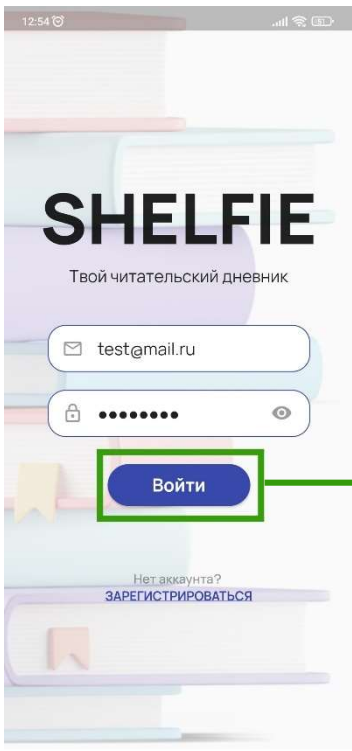 12:54
SHELFIE
Твой читательский дневник
test@mail.ru
Войти
Нет аккаунта?
ЗАРЕГИСТРИРОВАТЬСЯ